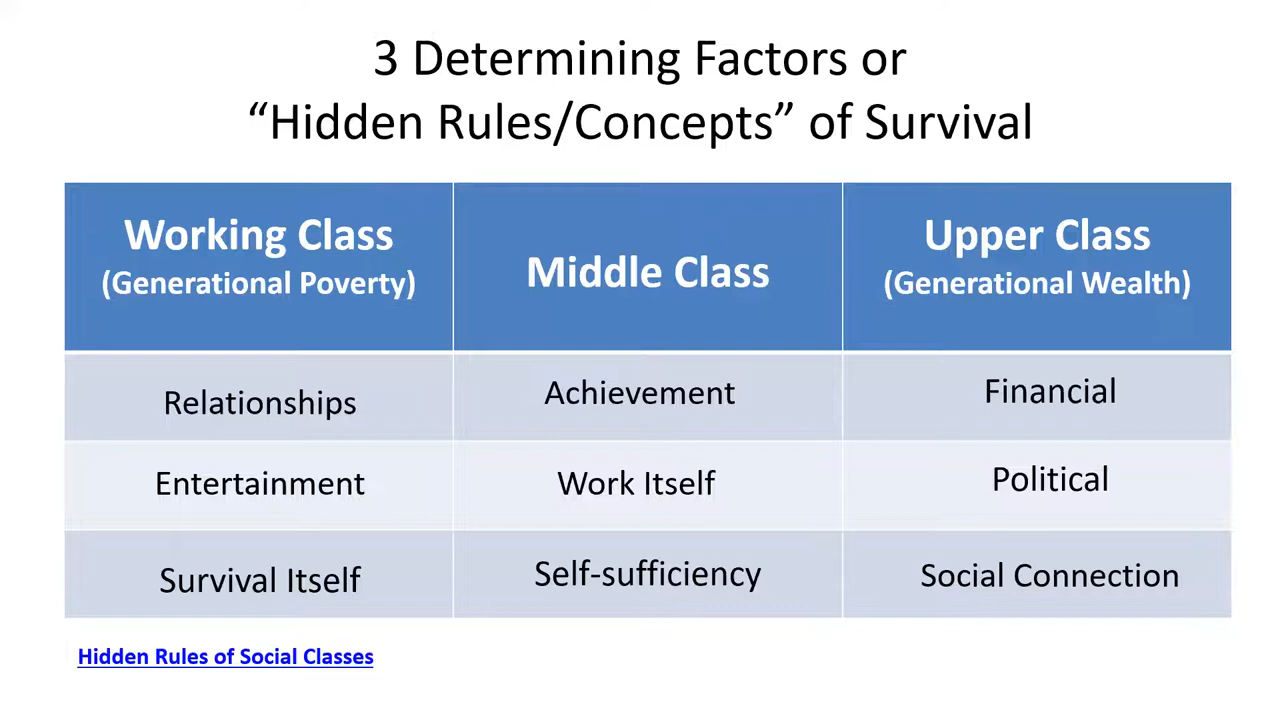 3 Determining Factors or
“Hidden Rules/Concepts” of Survival
Working Class
(Generational Poverty)
Middle Class
Upper Class
(Generational Wealth)
Relationships
Achievement
Financial
Entertainment
Work Itself
Political
Survival Itself
Self-sufficiency
Social Connection
Hidden Rules of Social Classes